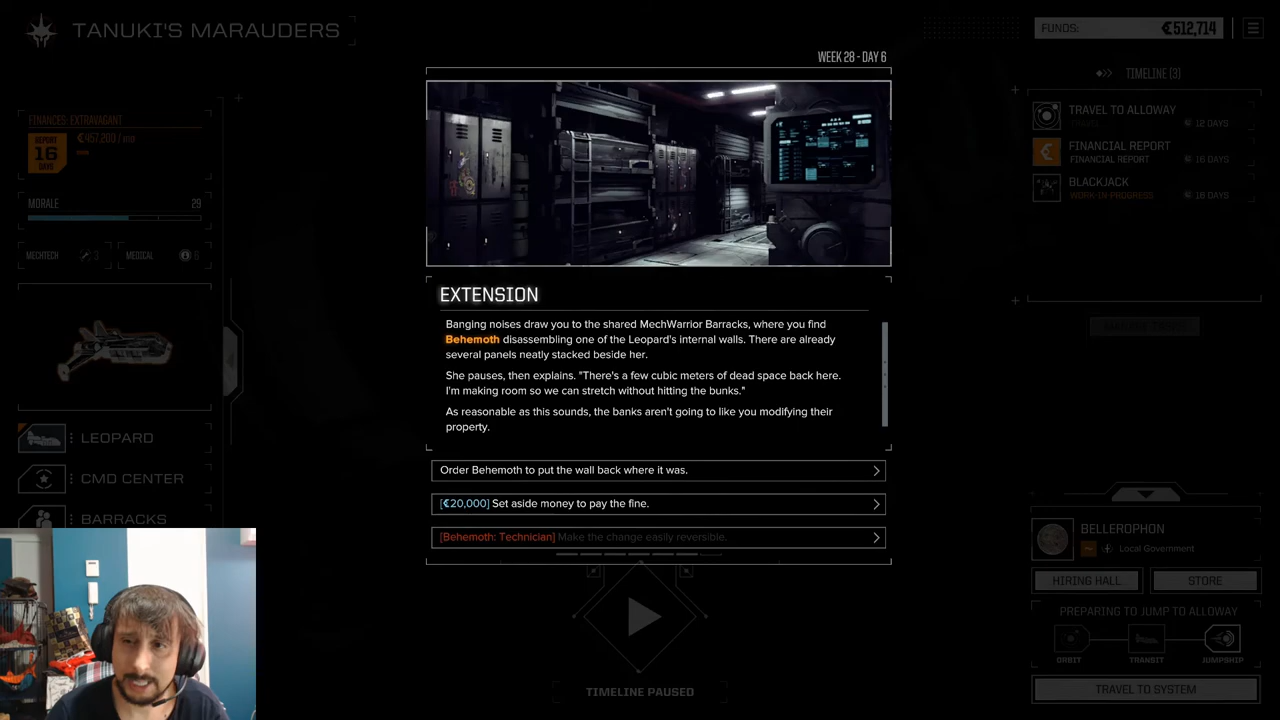 TANUKI'S MARAUDERS
FUNDS: 512,714
WEEK 28 - DAY 6
TIMELINE (3)
FINANCES: EXTRAVAGANT
REPORT
16
DAYS
457,200 / mo
MORALE 29
MECHTECH 3
MEDICAL 6
TRAVEL TO ALLOWAY
TRAVEL 12 DAYS
FINANCIAL REPORT
FINANCIAL REPORT 16 DAYS
BLACKJACK
WORK IN PROGRESS 16 DAYS
EXTENSION
Banging noises draw you to the shared MechWarrior Barracks, where you find
Behemoth disassembling one of the Leopard's internal walls. There are already
several panels neatly stacked beside her.
She pauses, then explains. "There's a few cubic meters of dead space back here.
I'm making room so we can stretch without hitting the bunks."
As reasonable as this sounds, the banks aren't going to like you modifying their
property.
Order Behemoth to put the wall back where it was.
[₡20,000] Set aside money to pay the fine.
[Behemoth: Technician] Make the change easily reversible.
LEOPARD
CMD CENTER
BARRACKS
BELLEROPHON
Local Government
HIRING HALL
STORE
PREPARING TO JUMP TO ALLOWAY
ORBIT
TRANSIT
JUMPSHIP
TRAVEL TO SYSTEM
TIMELINE PAUSED